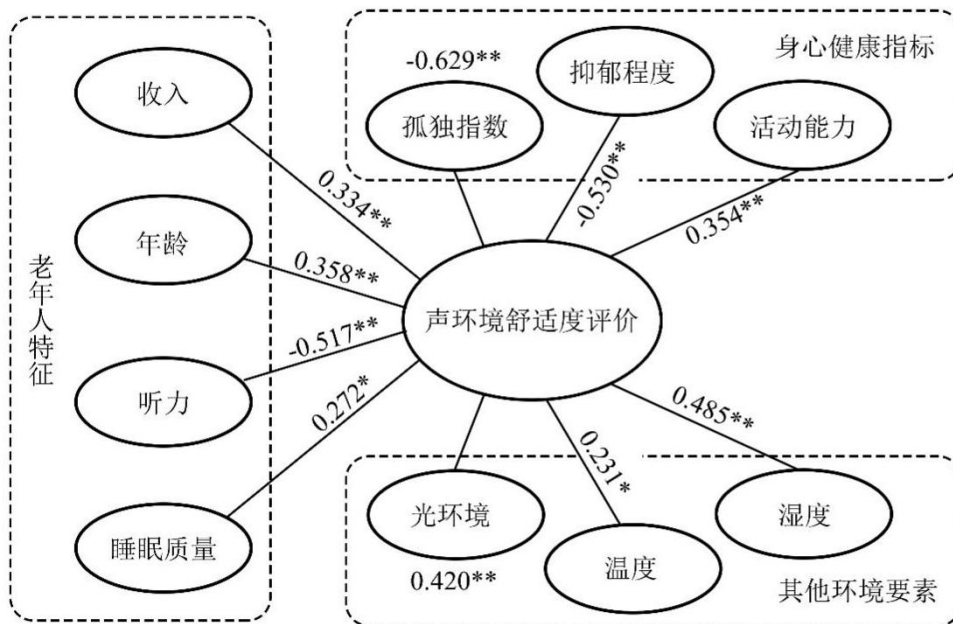 收入
年龄
听力
睡眠质量
老年人特征
0.334**
0.358**
-0.517**
0.272*
身心健康指标
-0.629**
孤独指数
抑郁程度
活动能力
-0.530**
0.354**
声环境舒适度评价
0.485**
0.231*
光环境
温度
湿度
0.420**
其他环境要素